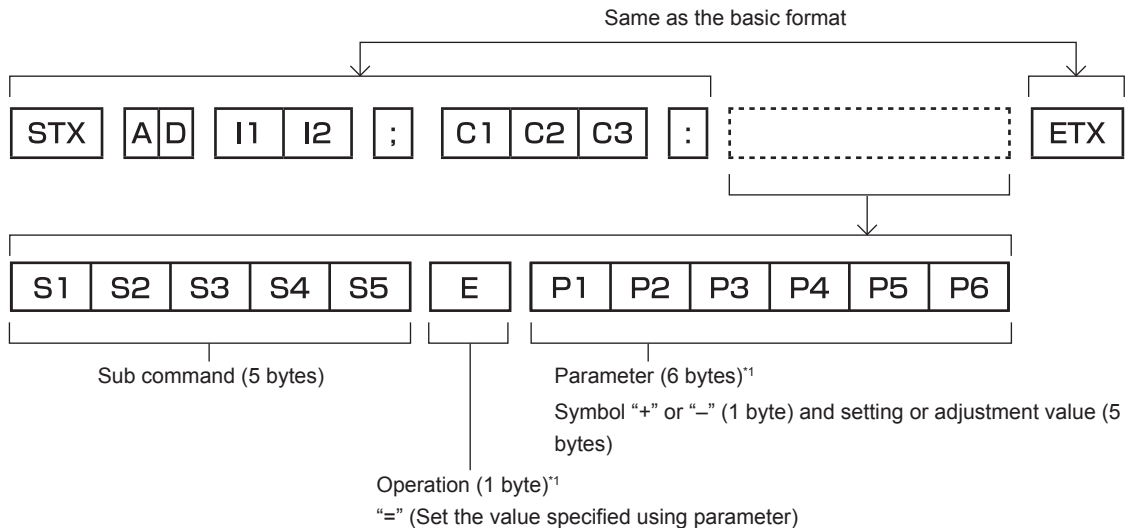 Same as the basic format
STX A D I1 I2 ; C1 C2 C3 : ETX
S1 S2 S3 S4 S5 E P1 P2 P3 P4 P5 P6
Sub command (5 bytes)
Parameter (6 bytes)*1
Symbol “+” or “–” (1 byte) and setting or adjustment value (5
bytes)
Operation (1 byte)*1
“=” (Set the value specified using parameter)